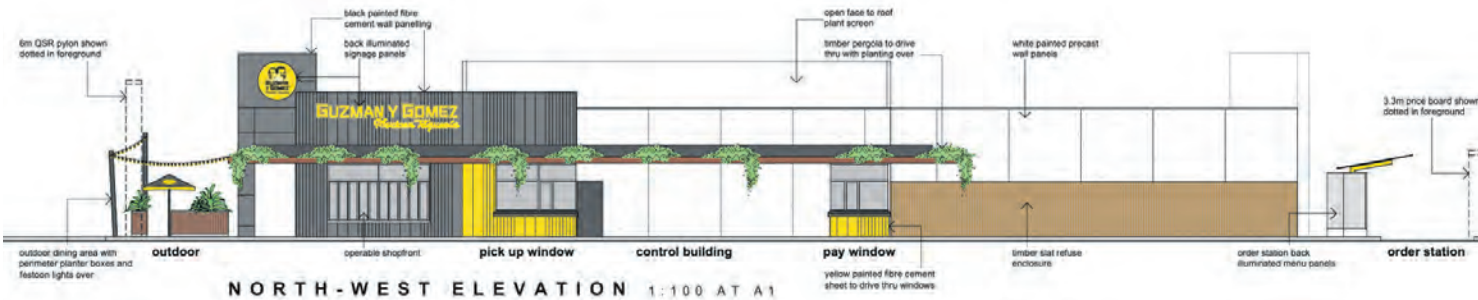 black painted fibre
cement wall panelling
open face to roof
plant screen
6m QSR pylon shown
dotted in foreground
back illuminated
signage panels
timber pergola to drive
thru with planting over
white painted precast
wall panels
3.3m price board shown
dotted in foreground
GUZMAN Y GOMEZ
GUZMAN Y GOMEZ
Mexican Taqueria
outdoor dining area with
perimeter planter boxes and
festoon lights over
outdoor
operable shopfront
pick up window
control building
pay window
timber slat refuse
enclosure
order station back
illuminated menu panels
order station
yellow painted fibre cement
sheet to drive thru windows
NORTH-WEST ELEVATION 1:100 AT A1